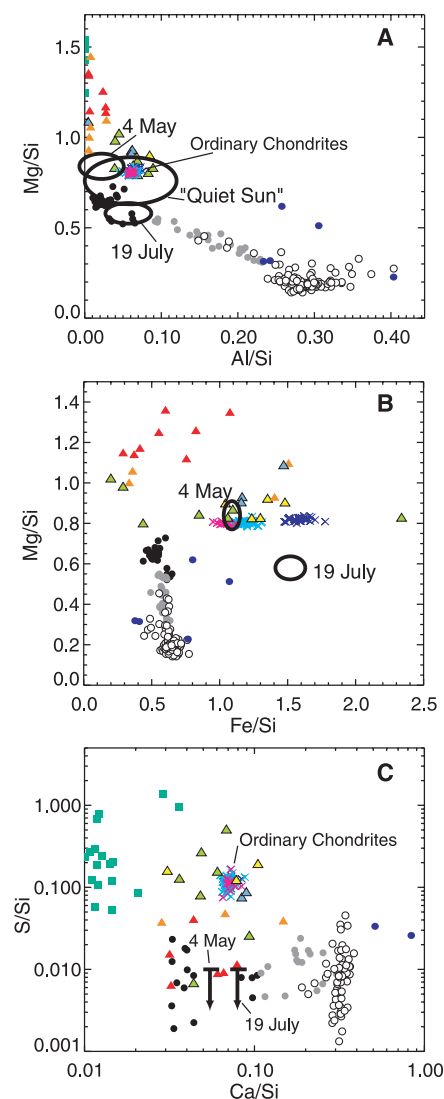 A
1.5
1.0
0.5
0.0
Mg/Si
4 May
Ordinary Chondrites
"Quiet Sun"
19 July
0.00 0.10 0.20 0.30 0.40
Al/Si
B
1.4
1.2
1.0
0.8
0.6
0.4
0.2
0.0
Mg/Si
4 May
19 July
0.0 0.5 1.0 1.5 2.0 2.5
Fe/Si
C
1.000
0.100
0.010
0.001
S/Si
Ordinary Chondrites
4 May
19 July
0.01 0.10 1.00
Ca/Si